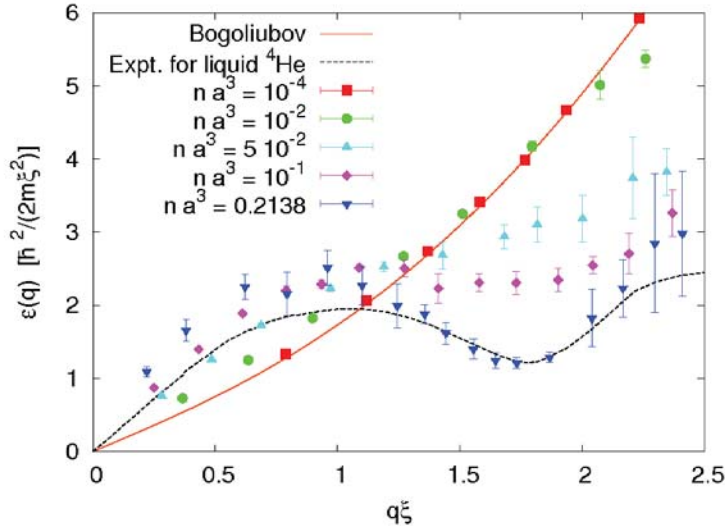 6
5
4
3
2
1
0
ε(q) [ħ²/(2mξ²)]
Bogoliubov
Expt. for liquid ⁴He
n a³ = 10⁻⁴
n a³ = 10⁻²
n a³ = 5 10⁻²
n a³ = 10⁻¹
n a³ = 0.2138
0 0.5 1 1.5 2 2.5
qξ